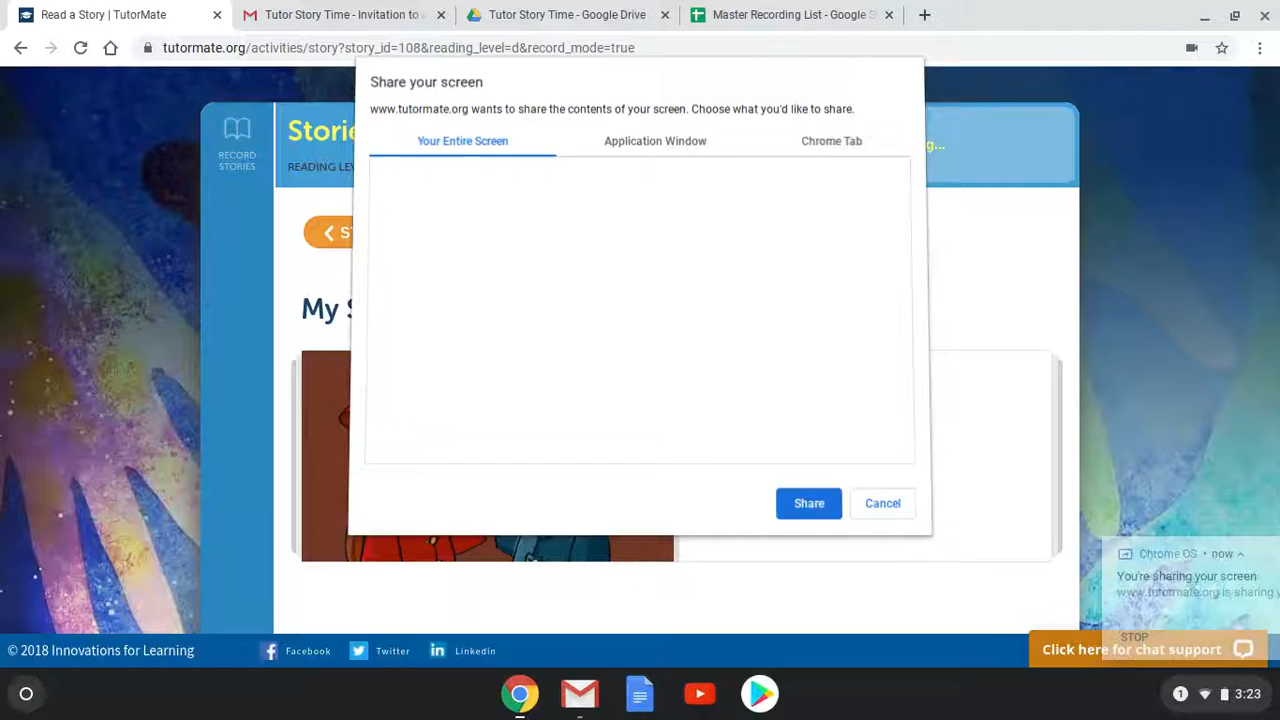 Read a Story | TutorMate
Tutor Story Time - Invitation to a
Tutor Story Time - Google Drive
Master Recording List - Google S
tutormate.org/activities/story?story_id=108&reading_level=d&record_mode=true
Share your screen
www.tutormate.org wants to share the contents of your screen. Choose what you'd like to share.
Your Entire Screen
Application Window
Chrome Tab
RECORD
STORIES
Storie
READING LEV
g...
ST
My S
Share
Cancel
Chrome OS • now
You're sharing your screen
www.tutormate.org is sharing y
STOP
© 2018 Innovations for Learning
Facebook
Twitter
Linkedin
Click here for chat support
1
3:23